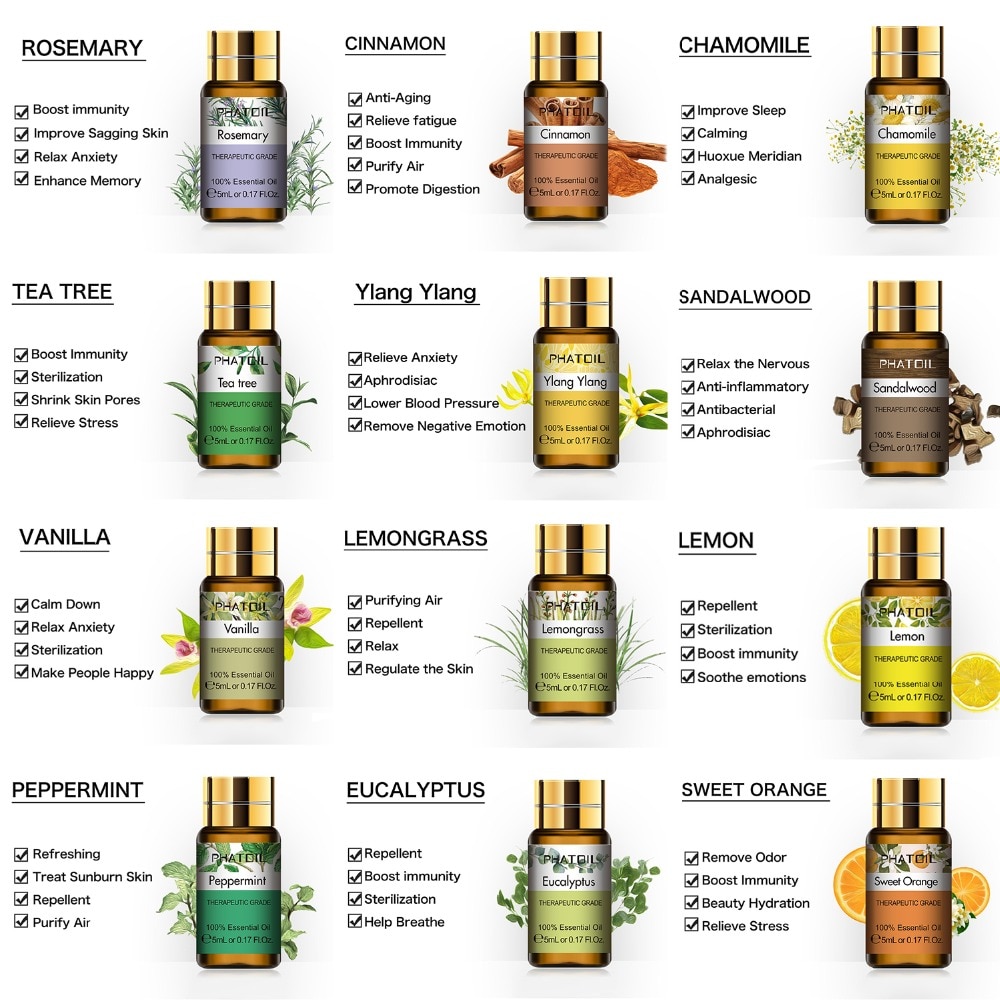 ROSEMARY
Boost immunity
Improve Sagging Skin
Relax Anxiety
Enhance Memory
PHATOIL
Rosemary
THERAPEUTIC GRADE
100% Essential Oil
℮5mL or 0.17 Fl.Oz.
CINNAMON
Anti-Aging
Relieve fatigue
Boost Immunity
Purify Air
Promote Digestion
PHATOIL
Cinnamon
THERAPEUTIC GRADE
100% Essential Oil
℮5mL or 0.17 Fl.Oz.
CHAMOMILE
Improve Sleep
Calming
Huoxue Meridian
Analgesic
PHATOIL
Chamomile
THERAPEUTIC GRADE
100% Essential Oil
℮5mL or 0.17 Fl.Oz.
TEA TREE
Boost Immunity
Sterilization
Shrink Skin Pores
Relieve Stress
PHATOIL
Tea tree
THERAPEUTIC GRADE
100% Essential Oil
℮5mL or 0.17 Fl.Oz.
Ylang Ylang
Relieve Anxiety
Aphrodisiac
Lower Blood Pressure
Remove Negative Emotion
PHATOIL
Ylang Ylang
THERAPEUTIC GRADE
100% Essential Oil
℮5mL or 0.17 Fl.Oz.
SANDALWOOD
Relax the Nervous
Anti-inflammatory
Antibacterial
Aphrodisiac
PHATOIL
Sandalwood
THERAPEUTIC GRADE
100% Essential Oil
℮5mL or 0.17 Fl.Oz.
VANILLA
Calm Down
Relax Anxiety
Sterilization
Make People Happy
PHATOIL
Vanilla
THERAPEUTIC GRADE
100% Essential Oil
℮5mL or 0.17 Fl.Oz.
LEMONGRASS
Purifying Air
Repellent
Relax
Regulate the Skin
PHATOIL
Lemongrass
THERAPEUTIC GRADE
100% Essential Oil
℮5mL or 0.17 Fl.Oz.
LEMON
Repellent
Sterilization
Boost immunity
Soothe emotions
PHATOIL
Lemon
THERAPEUTIC GRADE
100% Essential Oil
℮5mL or 0.17 Fl.Oz.
PEPPERMINT
Refreshing
Treat Sunburn Skin
Repellent
Purify Air
PHATOIL
Peppermint
THERAPEUTIC GRADE
100% Essential Oil
℮5mL or 0.17 Fl.Oz.
EUCALYPTUS
Repellent
Boost immunity
Sterilization
Help Breathe
PHATOIL
Eucalyptus
THERAPEUTIC GRADE
100% Essential Oil
℮5mL or 0.17 Fl.Oz.
SWEET ORANGE
Remove Odor
Boost Immunity
Beauty Hydration
Relieve Stress
PHATOIL
Sweet Orange
THERAPEUTIC GRADE
100% Essential Oil
℮5mL or 0.17 Fl.Oz.